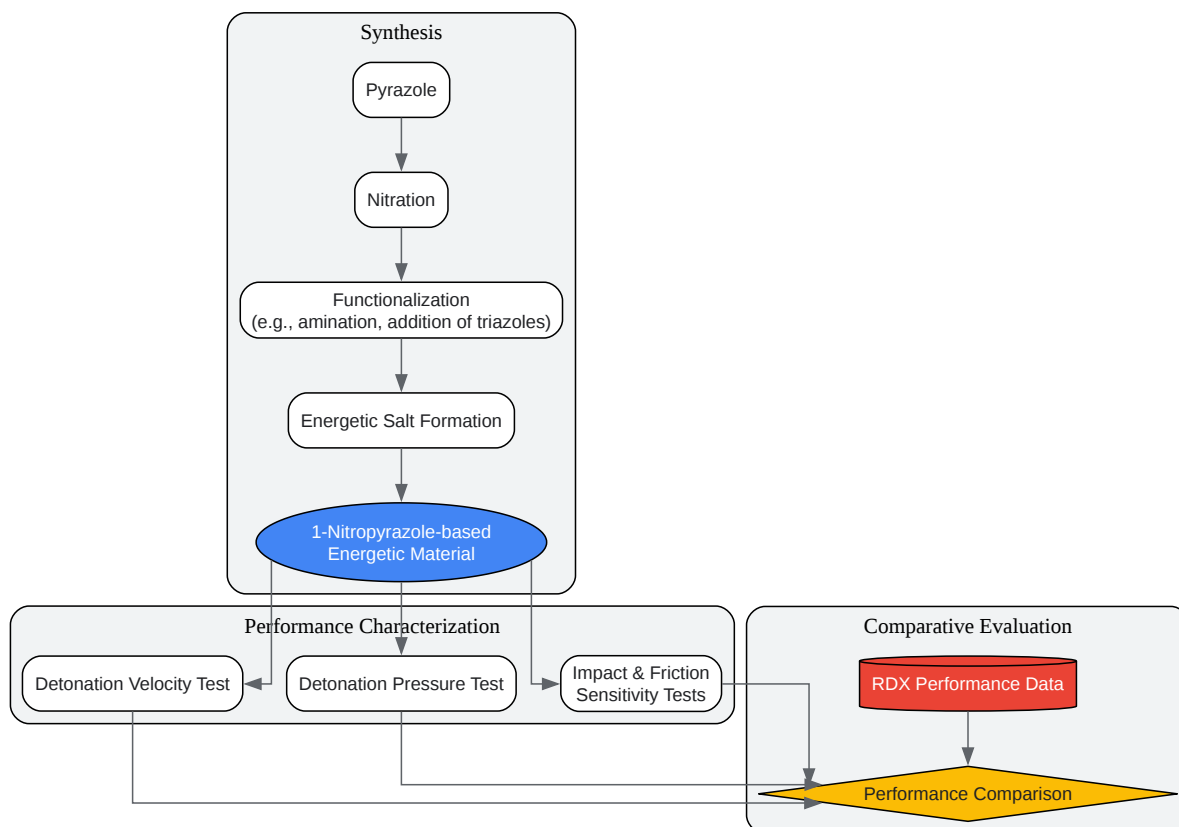 Synthesis
Pyrazole
Nitration
Functionalization
(e.g., amination, addition of triazoles)
Energetic Salt Formation
1-Nitropyrazole-based
Energetic Material
Performance Characterization
Detonation Velocity Test
Detonation Pressure Test
Impact & Friction
Sensitivity Tests
Comparative Evaluation
RDX Performance Data
Performance Comparison